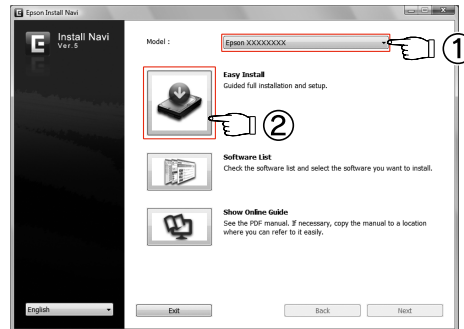 Epson Install Navi
E Install Navi
Ver.5
Model :
Epson XXXXXXXX
①
Easy Install
Guided full installation and setup.
②
Software List
Check the software list and select the software you want to install.
Show Online Guide
See the PDF manual. If necessary, copy the manual to a location
where you can refer to it easily.
English
Exit
Back
Next